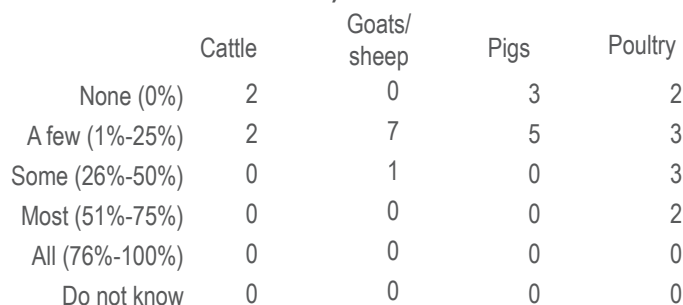 Cattle Goats/ sheep Pigs Poultry
None (0%) 2 0 3 2
A few (1%-25%) 2 7 5 3
Some (26%-50%) 0 1 0 3
Most (51%-75%) 0 0 0 2
All (76%-100%) 0 0 0 0
Do not know 0 0 0 0